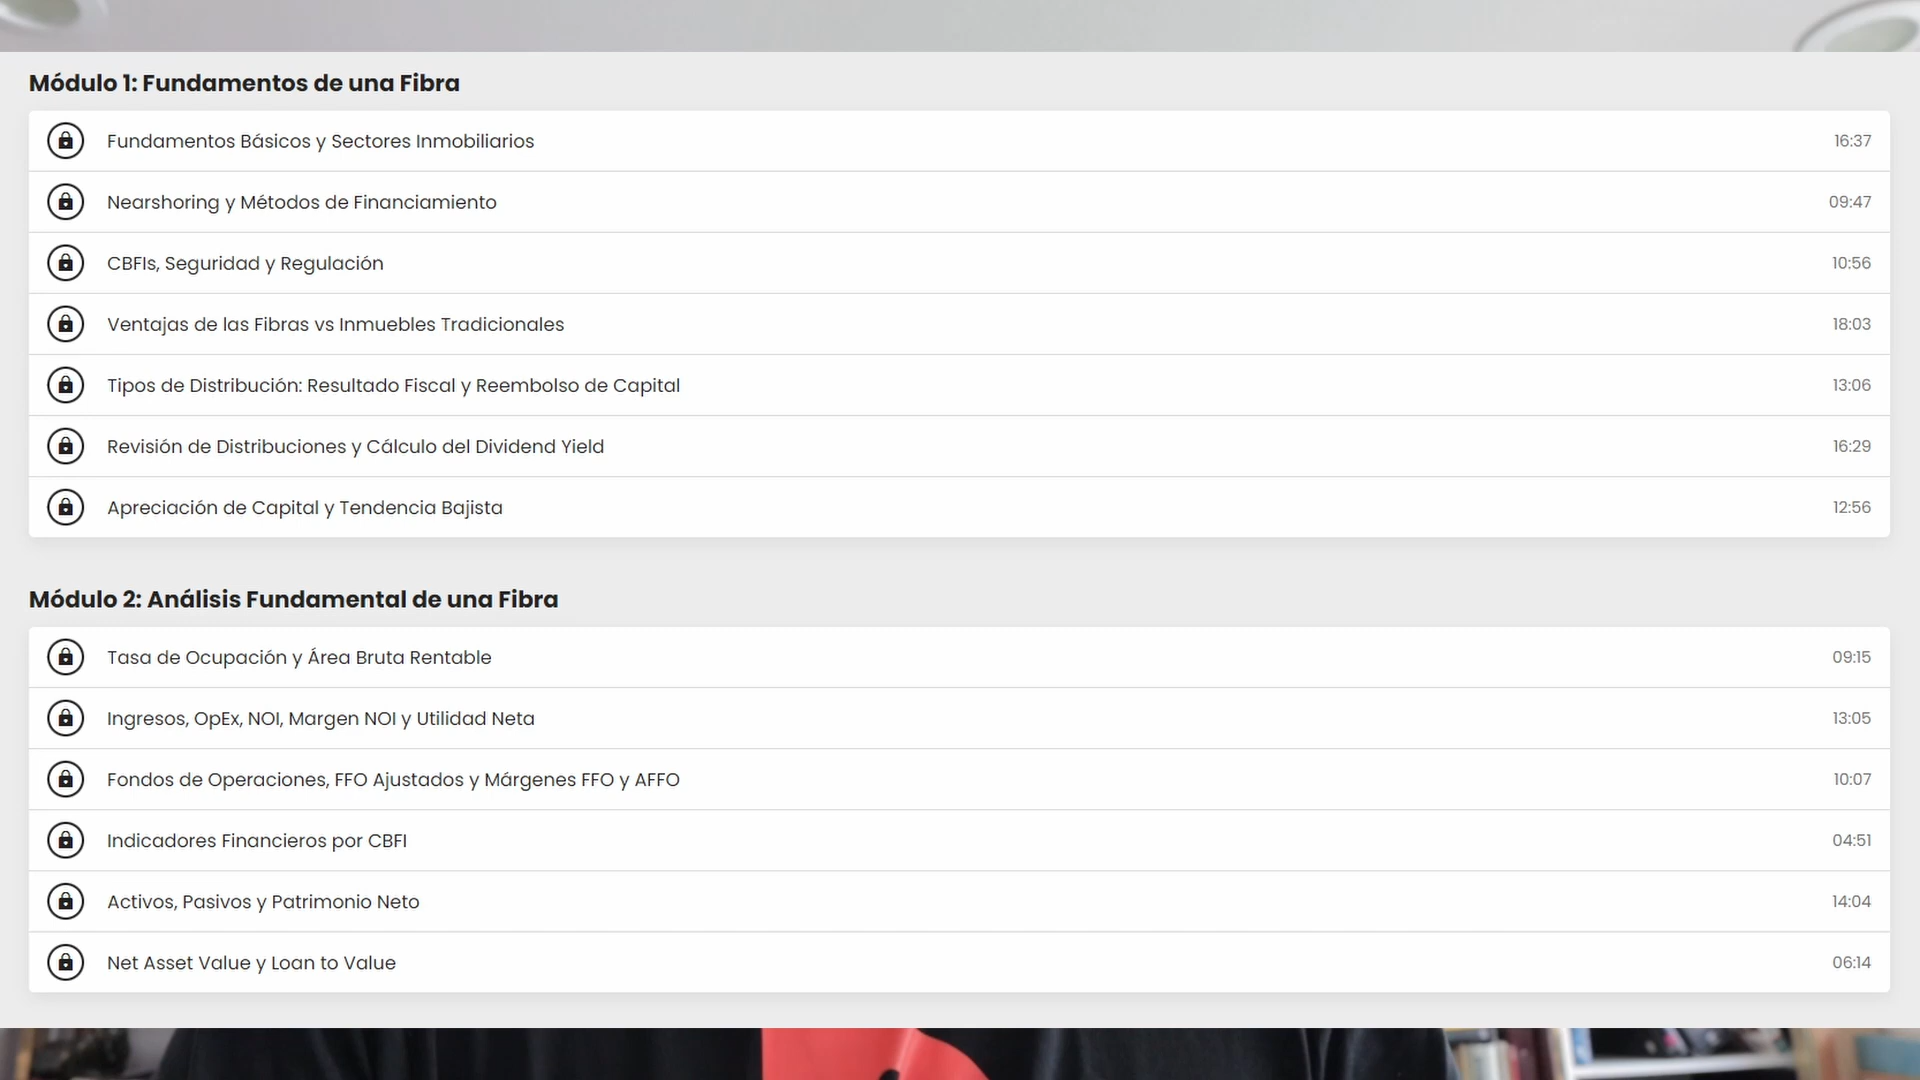 Módulo 1: Fundamentos de una Fibra
Fundamentos Básicos y Sectores Inmobiliarios 16:37
Nearshoring y Métodos de Financiamiento 09:47
CBFIs, Seguridad y Regulación 10:56
Ventajas de las Fibras vs Inmuebles Tradicionales 18:03
Tipos de Distribución: Resultado Fiscal y Reembolso de Capital 13:06
Revisión de Distribuciones y Cálculo del Dividend Yield 16:29
Apreciación de Capital y Tendencia Bajista 12:56
Módulo 2: Análisis Fundamental de una Fibra
Tasa de Ocupación y Área Bruta Rentable 09:15
Ingresos, OpEx, NOI, Margen NOI y Utilidad Neta 13:05
Fondos de Operaciones, FFO Ajustados y Márgenes FFO y AFFO 10:07
Indicadores Financieros por CBFI 04:51
Activos, Pasivos y Patrimonio Neto 14:04
Net Asset Value y Loan to Value 06:14